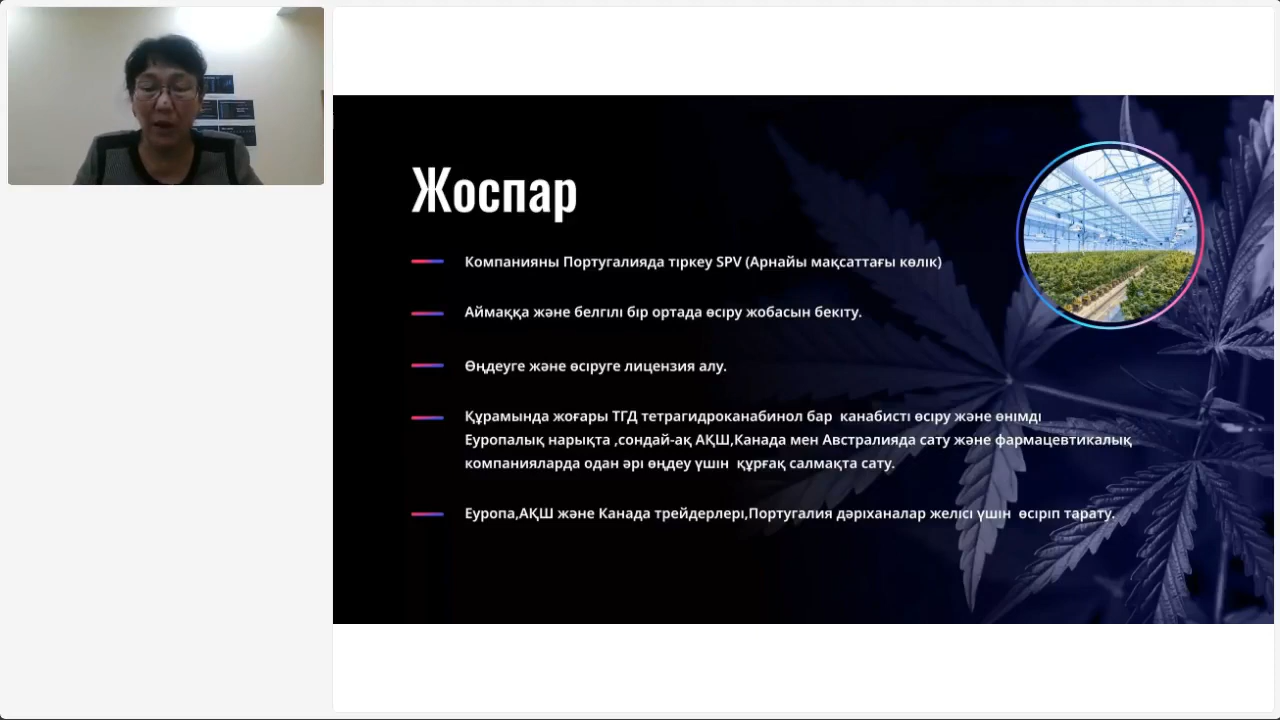 Жоспар
Компанияны Португалияда тіркеу SPV (Арнайы мақсаттағы көлік)
Аймаққа және белгілі бір ортада өсіру жобасын бекіту.
Өңдеуге және өсіруге лицензия алу.
Құрамында жоғары ТГД тетрагидроканабинол бар  канабисті өсіру және өнімді
Еуропалық нарықта ,сондай-ақ АҚШ,Канада мен Австралияда сату және фармацевтикалық
компанияларда одан әрі өңдеу үшін  құрғақ салмақта сату.
Еуропа,АҚШ және Канада трейдерлері,Португалия дәріханалар желісі үшін  өсіріп тарату.